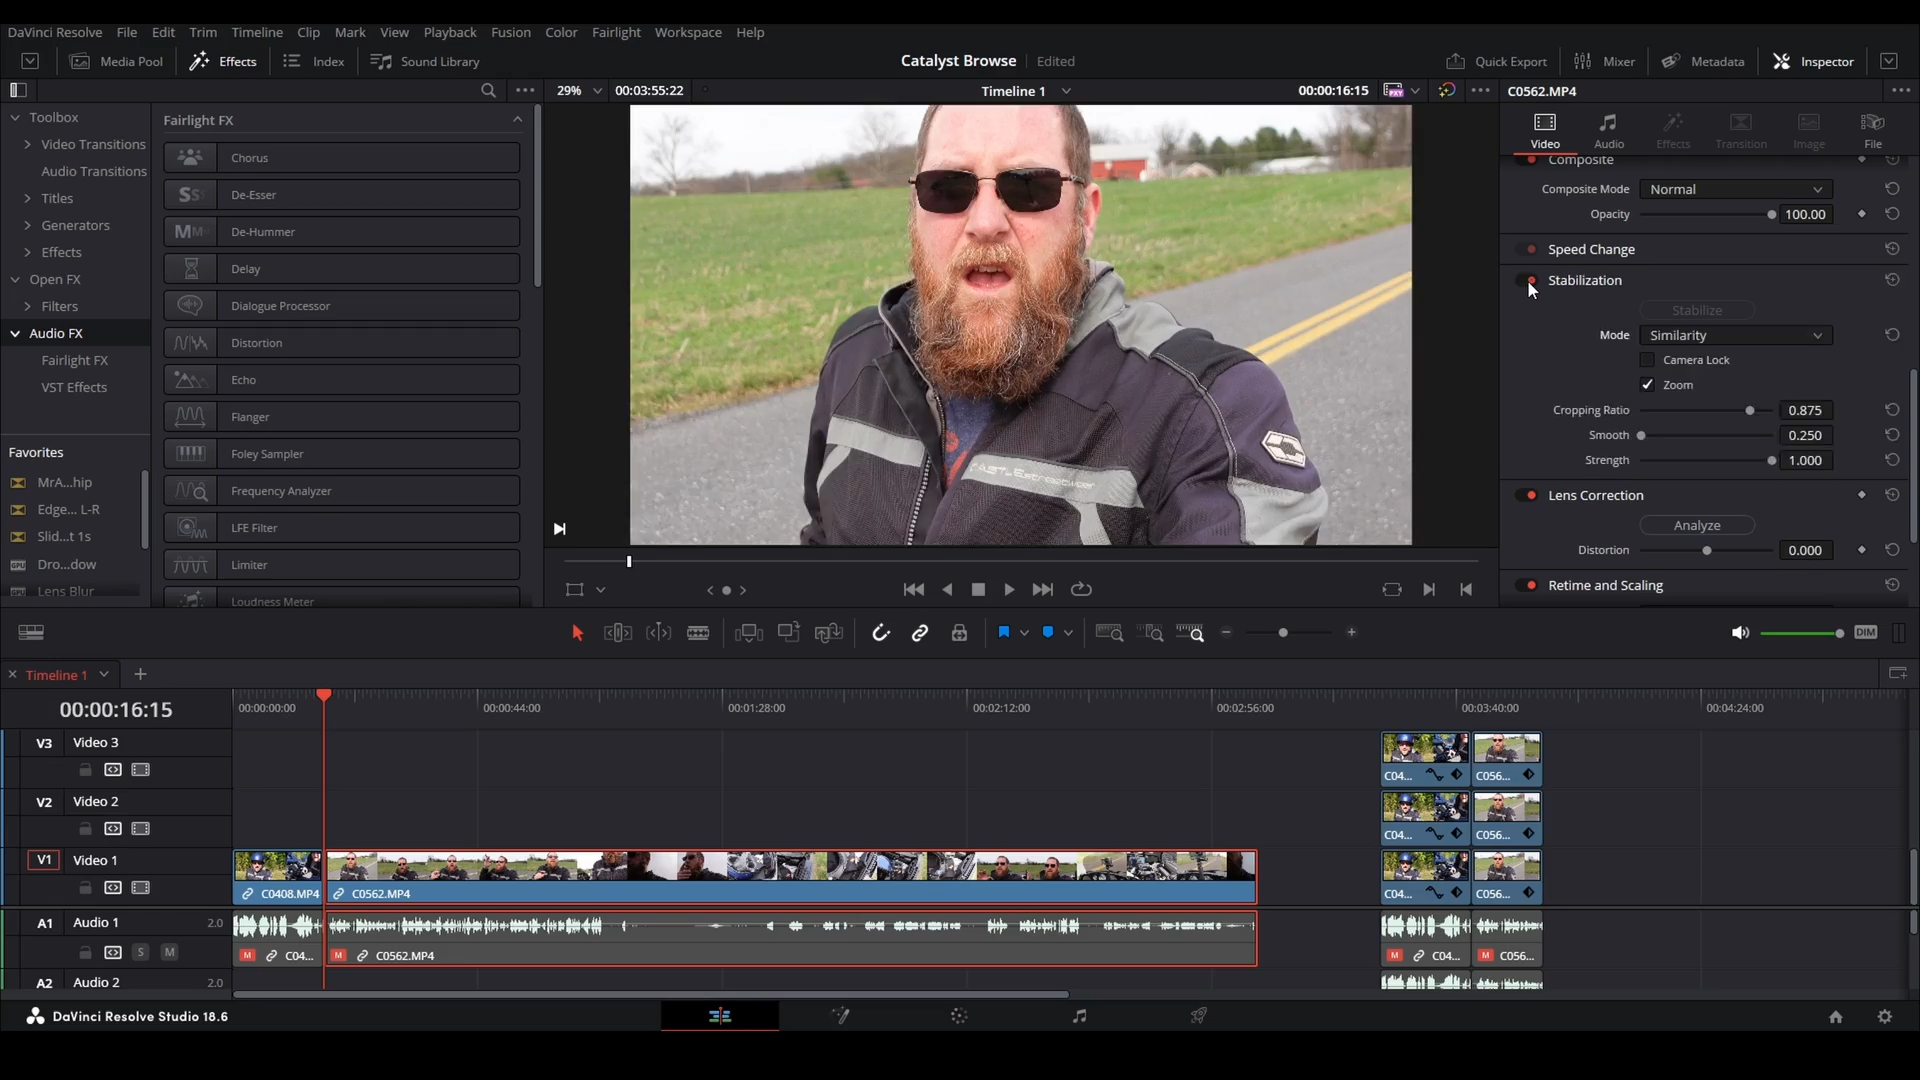 DaVinci Resolve File Edit Trim Timeline Clip Mark View Playback Fusion Color Fairlight Workspace Help
Media Pool Effects Index Sound Library Catalyst Browse Edited Quick Export Mixer Metadata Inspector
29% 00:03:55:22 Timeline 1 00:00:16:15 C0562.MP4
Toolbox
Video Transitions
Audio Transitions
Titles
Generators
Effects
Open FX
Filters
Audio FX
Fairlight FX
VST Effects
Favorites
MrA...hip
Edge... L-R
Slid...t 1s
Dro...dow
Lens Blur
Fairlight FX
Chorus
De-Esser
De-Hummer
Delay
Dialogue Processor
Distortion
Echo
Flanger
Foley Sampler
Frequency Analyzer
LFE Filter
Limiter
Loudness Meter
Video Audio Effects Transition Image File
Composite
Composite Mode Normal
Opacity 100.00
Speed Change
Stabilization
Stabilize
Mode Similarity
Camera Lock
Zoom
Cropping Ratio 0.875
Smooth 0.250
Strength 1.000
Lens Correction
Analyze
Distortion 0.000
Retime and Scaling
DIM
Timeline 1
00:00:16:15 00:00:00:00 00:00:44:00 00:01:28:00 00:02:12:00 00:02:56:00 00:03:40:00 00:04:24:00
V3 Video 3
C04... C056...
V2 Video 2
C04... C056...
V1 Video 1
C0408.MP4 C0562.MP4 C04... C056...
A1 Audio 1 2.0
S M M C04... M C0562.MP4 M C04... M C056...
A2 Audio 2 2.0
DaVinci Resolve Studio 18.6